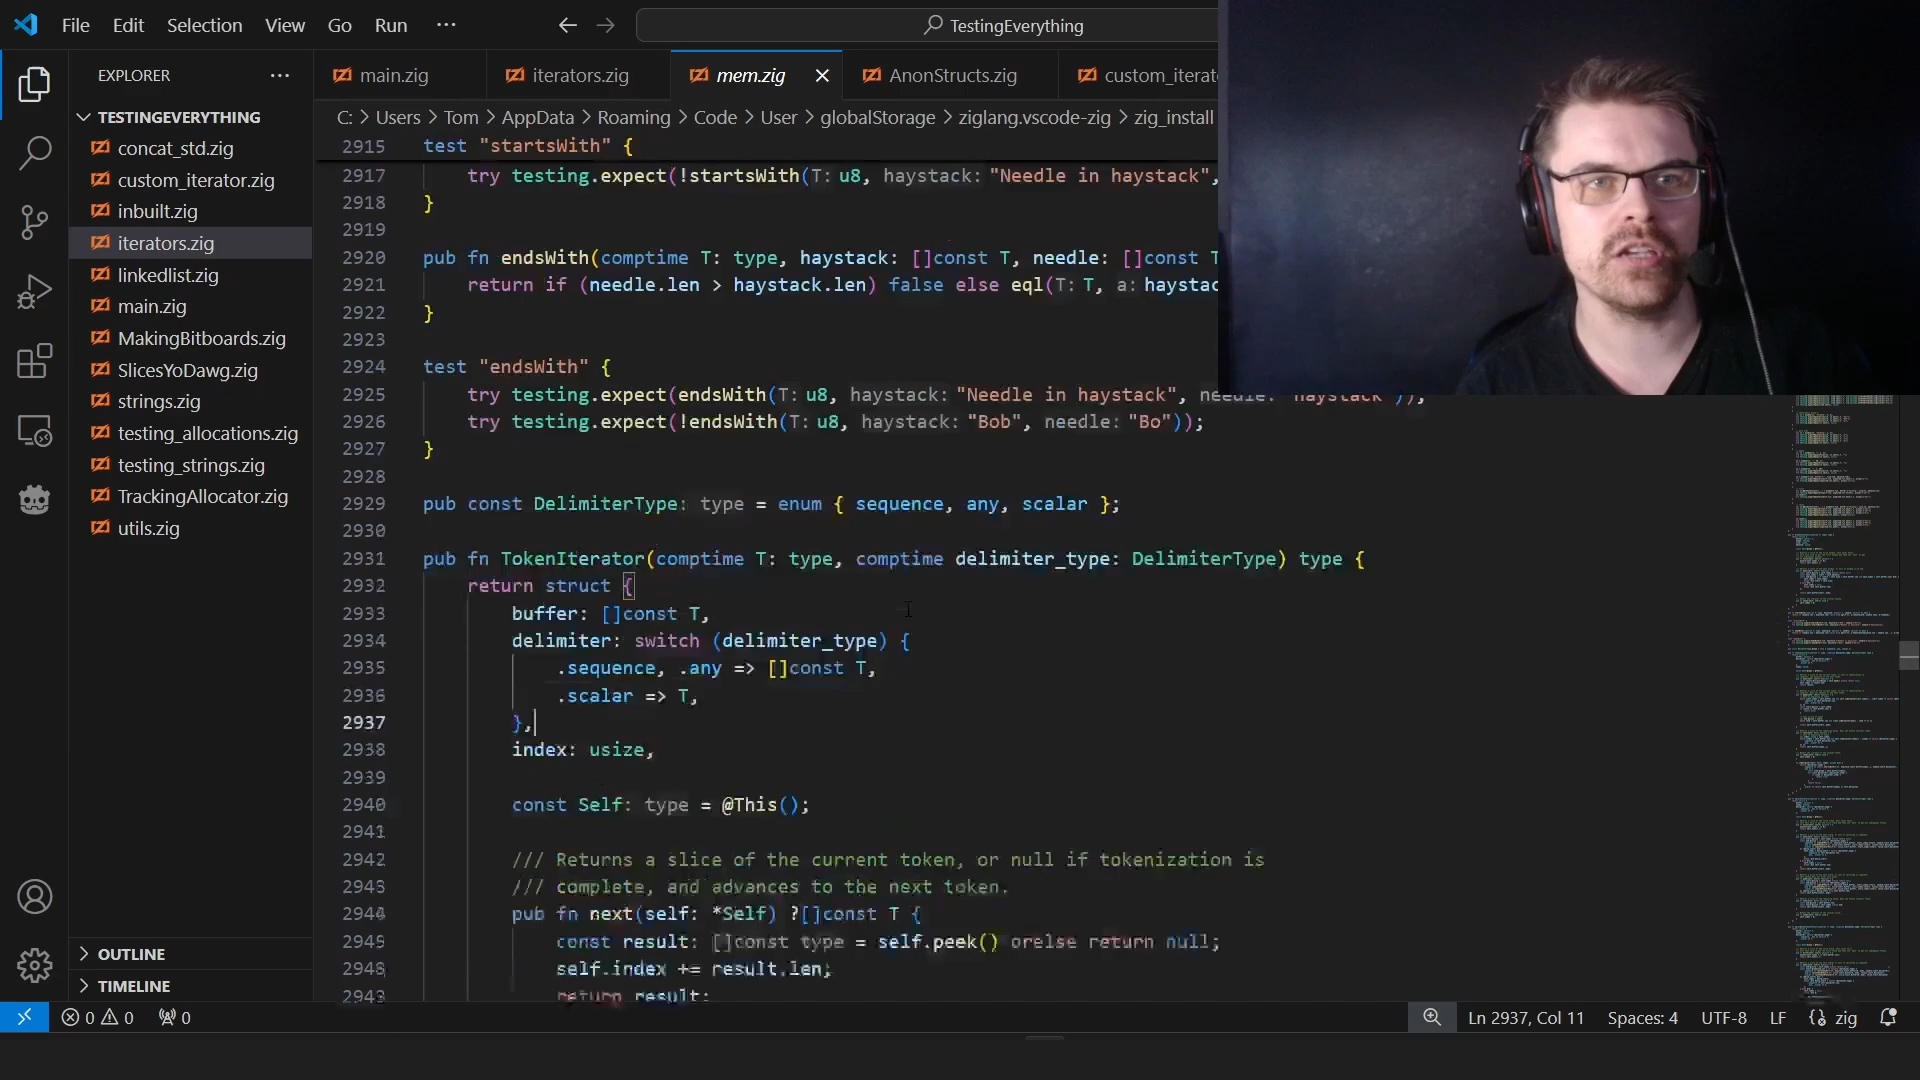 File Edit Selection View Go Run ···
TestingEverything
EXPLORER ···
main.zig
iterators.zig
mem.zig
AnonStructs.zig
custom_iterat
TESTINGEVERYTHING
concat_std.zig
custom_iterator.zig
inbuilt.zig
iterators.zig
linkedlist.zig
main.zig
MakingBitboards.zig
SlicesYoDawg.zig
strings.zig
testing_allocations.zig
testing_strings.zig
TrackingAllocator.zig
utils.zig
OUTLINE
TIMELINE
C: > Users > Tom > AppData > Roaming > Code > User > globalStorage > ziglang.vscode-zig > zig_install
2915 test "startsWith" {
2917 try testing.expect(!startsWith(T: u8, haystack: "Needle in haystack",
2918 }
2919
2920 pub fn endsWith(comptime T: type, haystack: []const T, needle: []const T
2921 return if (needle.len > haystack.len) false else eql(T: T, a: haystac
2922 }
2923
2924 test "endsWith" {
2925 try testing.expect(endsWith(T: u8, haystack: "Needle in haystack", needle: "haystack"));
2926 try testing.expect(!endsWith(T: u8, haystack: "Bob", needle: "Bo"));
2927 }
2928
2929 pub const DelimiterType: type = enum { sequence, any, scalar };
2930
2931 pub fn TokenIterator(comptime T: type, comptime delimiter_type: DelimiterType) type {
2932 return struct {
2933 buffer: []const T,
2934 delimiter: switch (delimiter_type) {
2935 .sequence, .any => []const T,
2936 .scalar => T,
2937 },
2938 index: usize,
2939
2940 const Self: type = @This();
2941
2942 /// Returns a slice of the current token, or null if tokenization is
2943 /// complete, and advances to the next token.
2944 pub fn next(self: *Self) ?[]const T {
const result: []const type = self.peek() orelse return null;
self.index += result.len;
return result;
0 0 0
Ln 2937, Col 11 Spaces: 4 UTF-8 LF zig